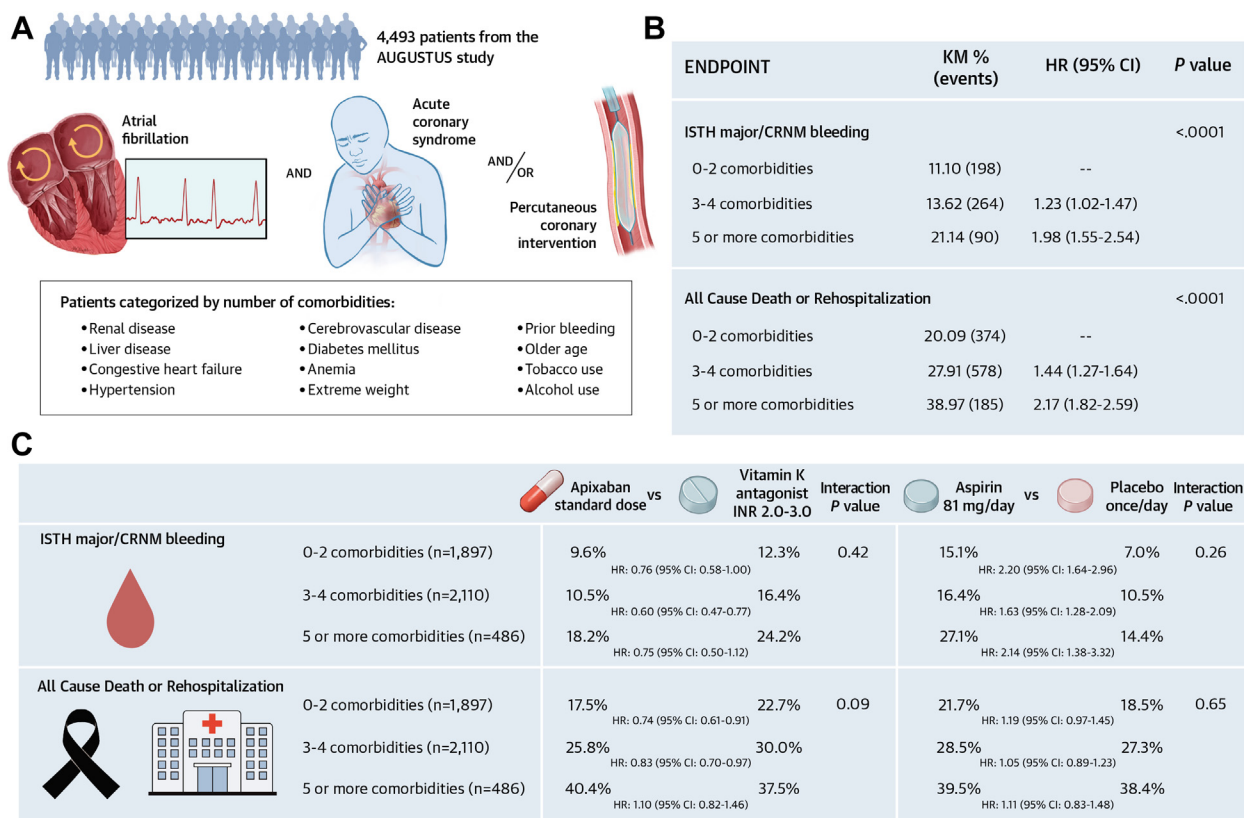 A
4,493 patients from the
AUGUSTUS study
Atrial
fibrillation
AND
Acute
coronary
syndrome
AND/
OR
Percutaneous
coronary
intervention
Patients categorized by number of comorbidities:
• Renal disease
• Liver disease
• Congestive heart failure
• Hypertension
• Cerebrovascular disease
• Diabetes mellitus
• Anemia
• Extreme weight
• Prior bleeding
• Older age
• Tobacco use
• Alcohol use
B
ENDPOINT KM % (events) HR (95% CI) P value
ISTH major/CRNM bleeding <.0001
0-2 comorbidities 11.10 (198) --
3-4 comorbidities 13.62 (264) 1.23 (1.02-1.47)
5 or more comorbidities 21.14 (90) 1.98 (1.55-2.54)
All Cause Death or Rehospitalization <.0001
0-2 comorbidities 20.09 (374) --
3-4 comorbidities 27.91 (578) 1.44 (1.27-1.64)
5 or more comorbidities 38.97 (185) 2.17 (1.82-2.59)
C
Apixaban standard dose vs Vitamin K antagonist INR 2.0-3.0 Interaction P value Aspirin 81 mg/day vs Placebo once/day Interaction P value
ISTH major/CRNM bleeding
0-2 comorbidities (n=1,897) 9.6% 12.3% 0.42 15.1% 7.0% 0.26
HR: 0.76 (95% CI: 0.58-1.00) HR: 2.20 (95% CI: 1.64-2.96)
3-4 comorbidities (n=2,110) 10.5% 16.4% 16.4% 10.5%
HR: 0.60 (95% CI: 0.47-0.77) HR: 1.63 (95% CI: 1.28-2.09)
5 or more comorbidities (n=486) 18.2% 24.2% 27.1% 14.4%
HR: 0.75 (95% CI: 0.50-1.12) HR: 2.14 (95% CI: 1.38-3.32)
All Cause Death or Rehospitalization
0-2 comorbidities (n=1,897) 17.5% 22.7% 0.09 21.7% 18.5% 0.65
HR: 0.74 (95% CI: 0.61-0.91) HR: 1.19 (95% CI: 0.97-1.45)
3-4 comorbidities (n=2,110) 25.8% 30.0% 28.5% 27.3%
HR: 0.83 (95% CI: 0.70-0.97) HR: 1.05 (95% CI: 0.89-1.23)
5 or more comorbidities (n=486) 40.4% 37.5% 39.5% 38.4%
HR: 1.10 (95% CI: 0.82-1.46) HR: 1.11 (95% CI: 0.83-1.48)